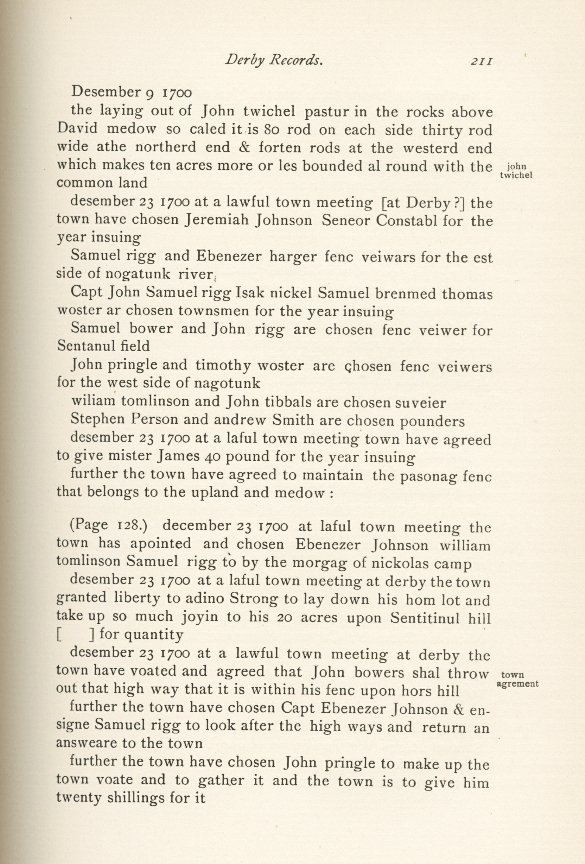 Derby Records. 211
Desember 9 1700
the laying out of John twichel pastur in the rocks above
David medow so caled it is 80 rod on each side thirty rod
wide athe northerd end & forten rods at the westerd end
which makes ten acres more or les bounded al round with the
john
twichel
common land
desember 23 1700 at a lawful town meeting [at Derby?] the
town have chosen Jeremiah Johnson Seneor Constabl for the
year insuing
Samuel rigg and Ebenezer harger fenc veiwars for the est
side of nogatunk river
Capt John Samuel rigg Isak nickel Samuel brenmed thomas
woster ar chosen townsmen for the year insuing
Samuel bower and John rigg are chosen fenc veiwer for
Sentanul field
John pringle and timothy woster are chosen fenc veiwers
for the west side of nagotunk
wiliam tomlinson and John tibbals are chosen suveier
Stephen Person and andrew Smith are chosen pounders
desember 23 1700 at a laful town meeting town have agreed
to give mister James 40 pound for the year insuing
further the town have agreed to maintain the pasonag fenc
that belongs to the upland and medow :
(Page 128.) december 23 1700 at laful town meeting the
town has apointed and chosen Ebenezer Johnson william
tomlinson Samuel rigg to by the morgag of nickolas camp
desember 23 1700 at a laful town meeting at derby the town
granted liberty to adino Strong to lay down his hom lot and
take up so much joyin to his 20 acres upon Sentitinul hill
[ ] for quantity
desember 23 1700 at a lawful town meeting at derby the
town have voated and agreed that John bowers shal throw
town
agrement
out that high way that it is within his fenc upon hors hill
further the town have chosen Capt Ebenezer Johnson & en-
signe Samuel rigg to look after the high ways and return an
answeare to the town
further the town have chosen John pringle to make up the
town voate and to gather it and the town is to give him
twenty shillings for it